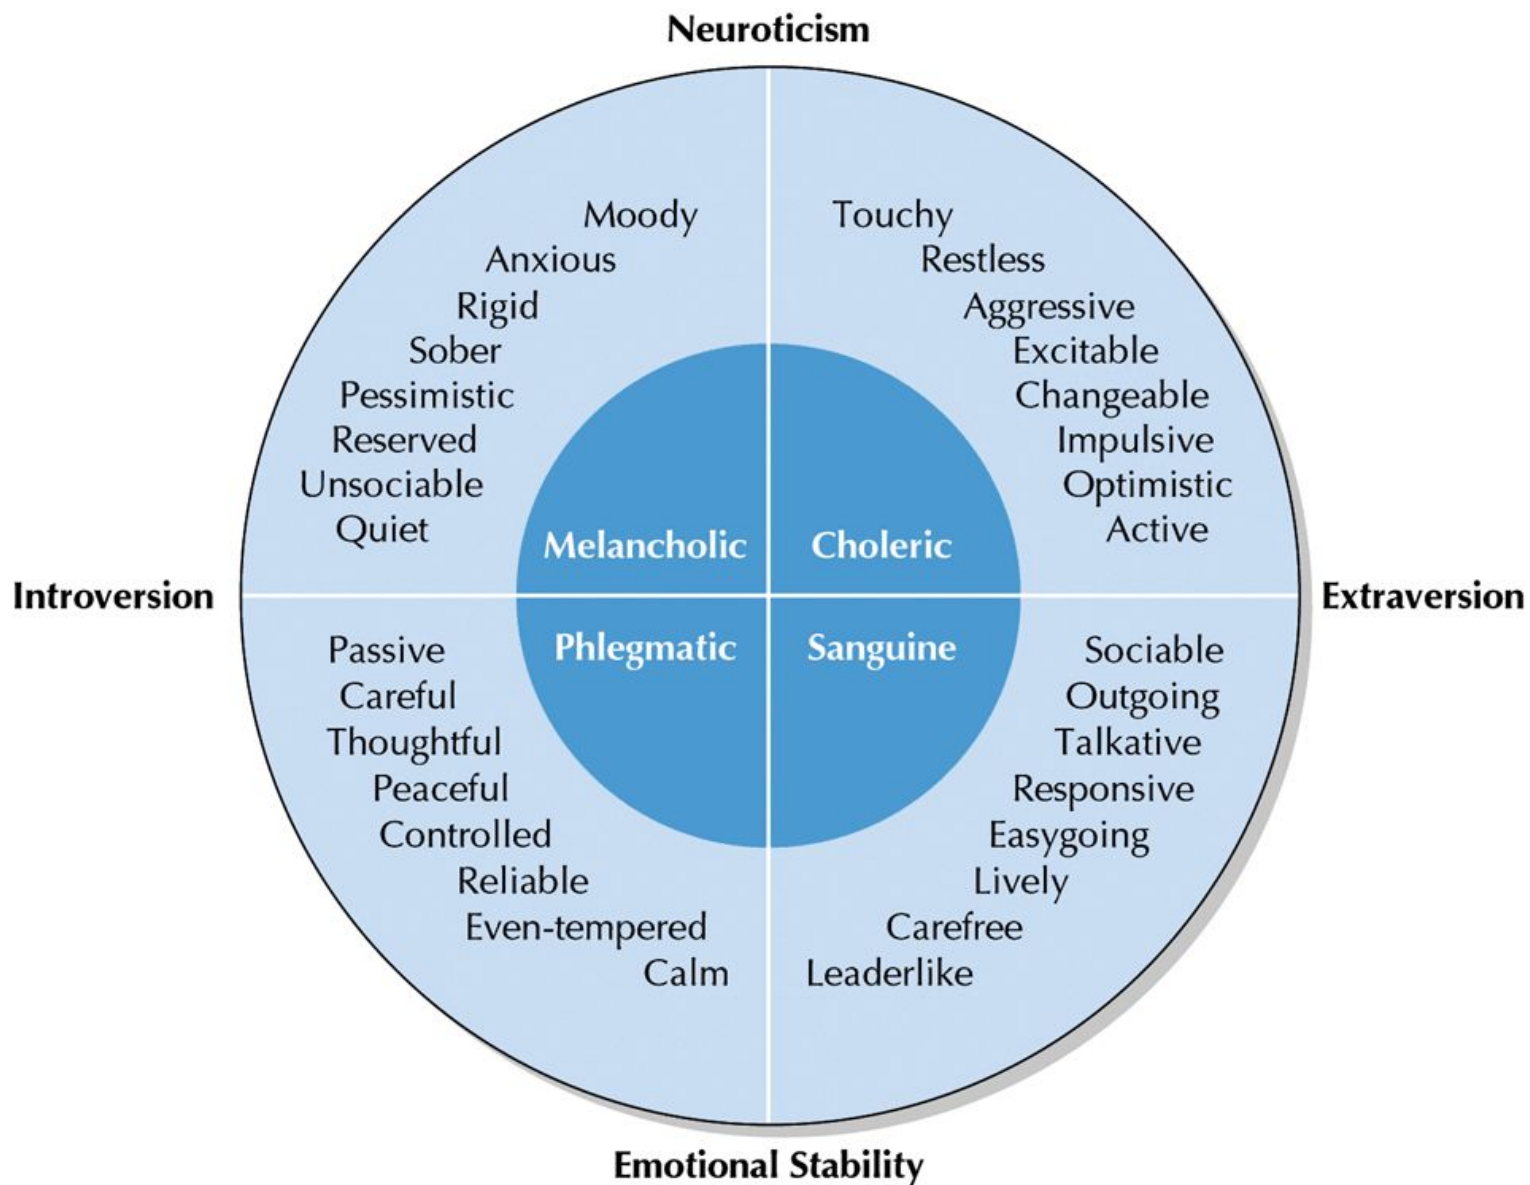 Neuroticism
Moody
Anxious
Rigid
Sober
Pessimistic
Reserved
Unsociable
Quiet
Touchy
Restless
Aggressive
Excitable
Changeable
Impulsive
Optimistic
Active
Melancholic
Choleric
Introversion
Extraversion
Phlegmatic
Sanguine
Passive
Careful
Thoughtful
Peaceful
Controlled
Reliable
Even-tempered
Calm
Sociable
Outgoing
Talkative
Responsive
Easygoing
Lively
Carefree
Leaderlike
Emotional Stability